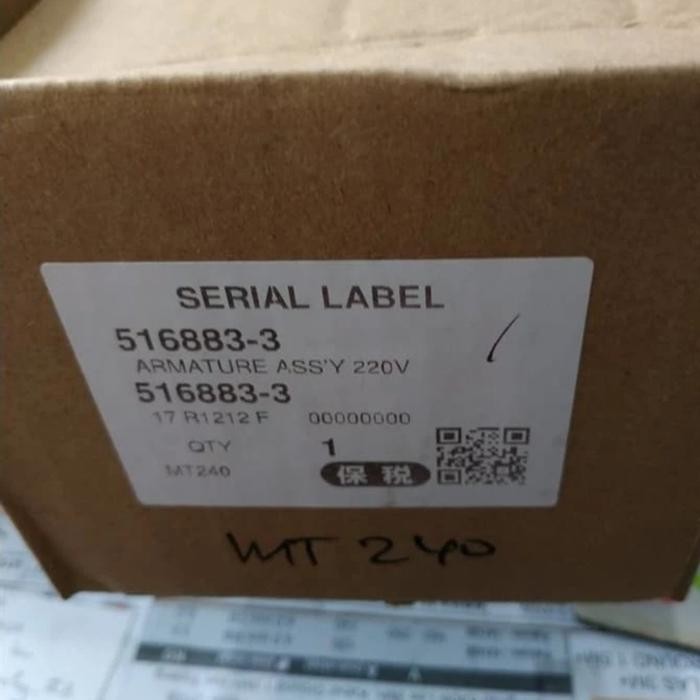 SERIAL LABEL
516883-3
ARMATURE ASS'Y 220V
516883-3
17 R1212 F 00000000
QTY 1
MT240 保税
MT 240